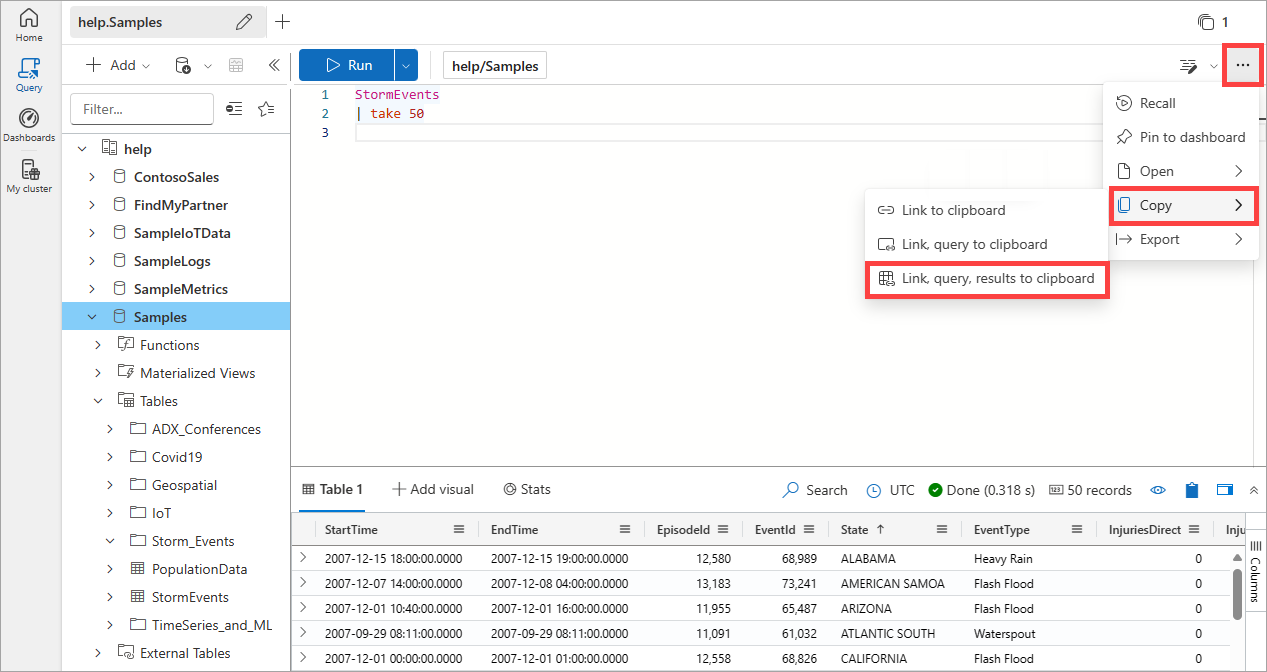 help.Samples
1
Home
Query
Dashboards
My cluster
Add
Run
help/Samples
Filter...
help
ContosoSales
FindMyPartner
SampleIoTData
SampleLogs
SampleMetrics
Samples
Functions
Materialized Views
Tables
ADX_Conferences
Covid19
Geospatial
IoT
Storm_Events
PopulationData
StormEvents
TimeSeries_and_ML
External Tables
1 StormEvents
2 | take 50
3
Recall
Pin to dashboard
Open
Copy
Export
Link to clipboard
Link, query to clipboard
Link, query, results to clipboard
Table 1 Add visual Stats Search UTC Done (0.318 s) 123 50 records
StartTime EndTime EpisodeId EventId State ↑ EventType InjuriesDirect Inju
2007-12-15 18:00:00.0000 2007-12-15 19:00:00.0000 12,580 68,989 ALABAMA Heavy Rain 0
2007-12-07 14:00:00.0000 2007-12-08 04:00:00.0000 13,183 73,241 AMERICAN SAMOA Flash Flood 0
2007-12-01 10:40:00.0000 2007-12-01 16:00:00.0000 11,955 65,487 ARIZONA Flash Flood 0
2007-09-29 08:11:00.0000 2007-09-29 08:11:00.0000 11,091 61,032 ATLANTIC SOUTH Waterspout 0
2007-12-01 00:00:00.0000 2007-12-01 01:00:00.0000 12,558 68,826 CALIFORNIA Flash Flood 0
Columns